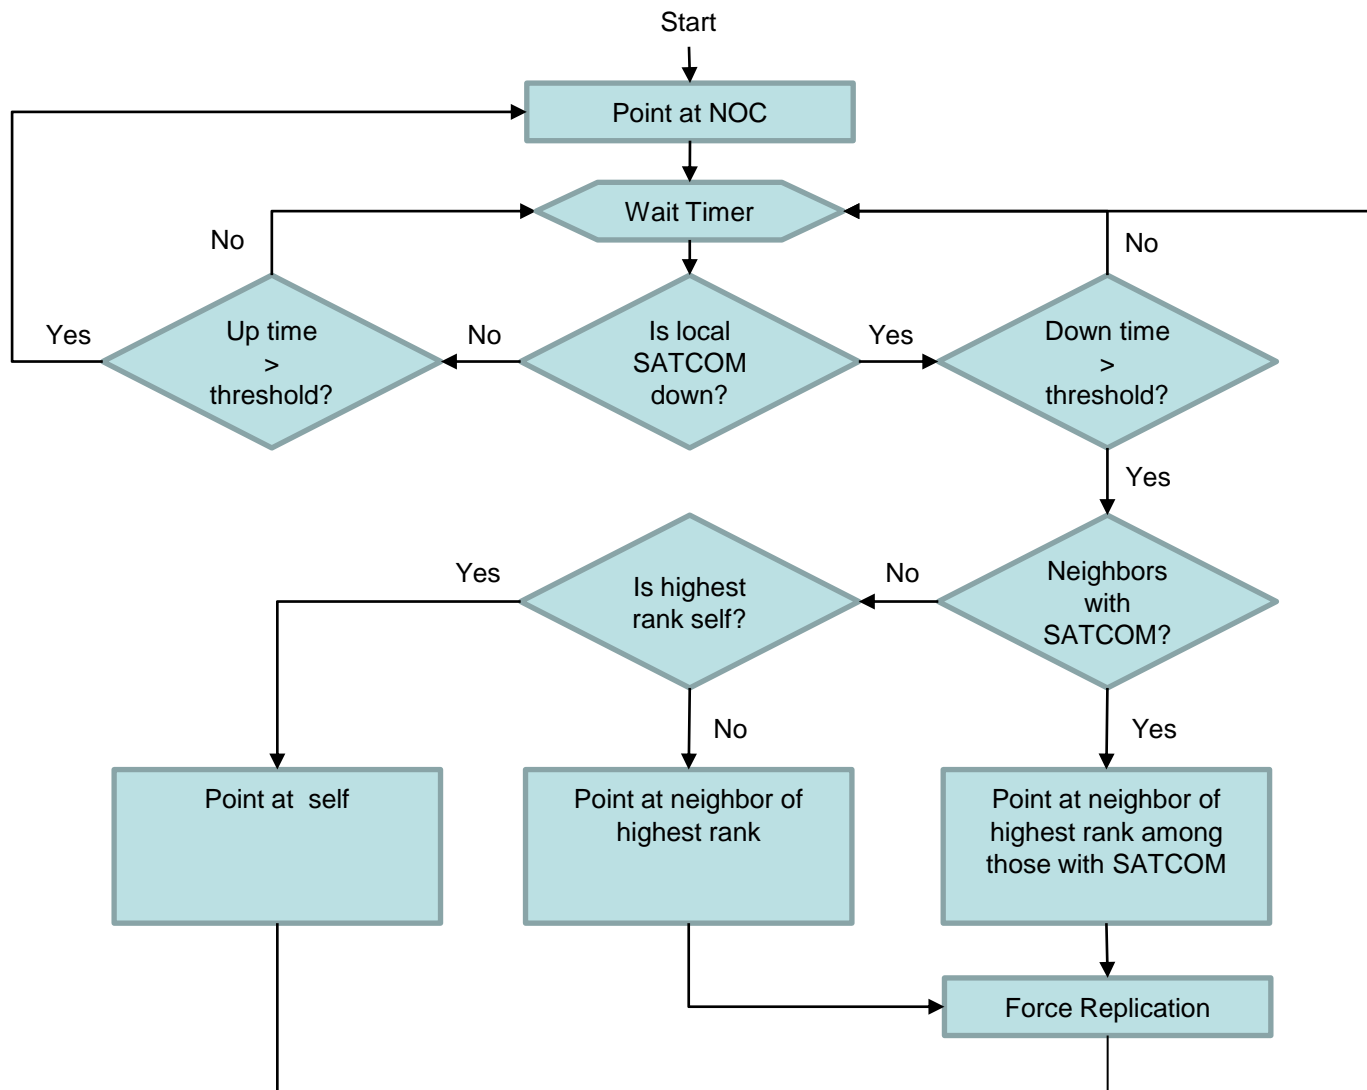 Start
Point at NOC
Wait Timer
No
No
Yes
Up time
>
threshold?
No
Is local
SATCOM
down?
Yes
Down time
>
threshold?
Yes
Yes
Is highest
rank self?
No
Neighbors
with
SATCOM?
No
Yes
Point at  self
Point at neighbor of
highest rank
Point at neighbor of
highest rank among
those with SATCOM
Force Replication